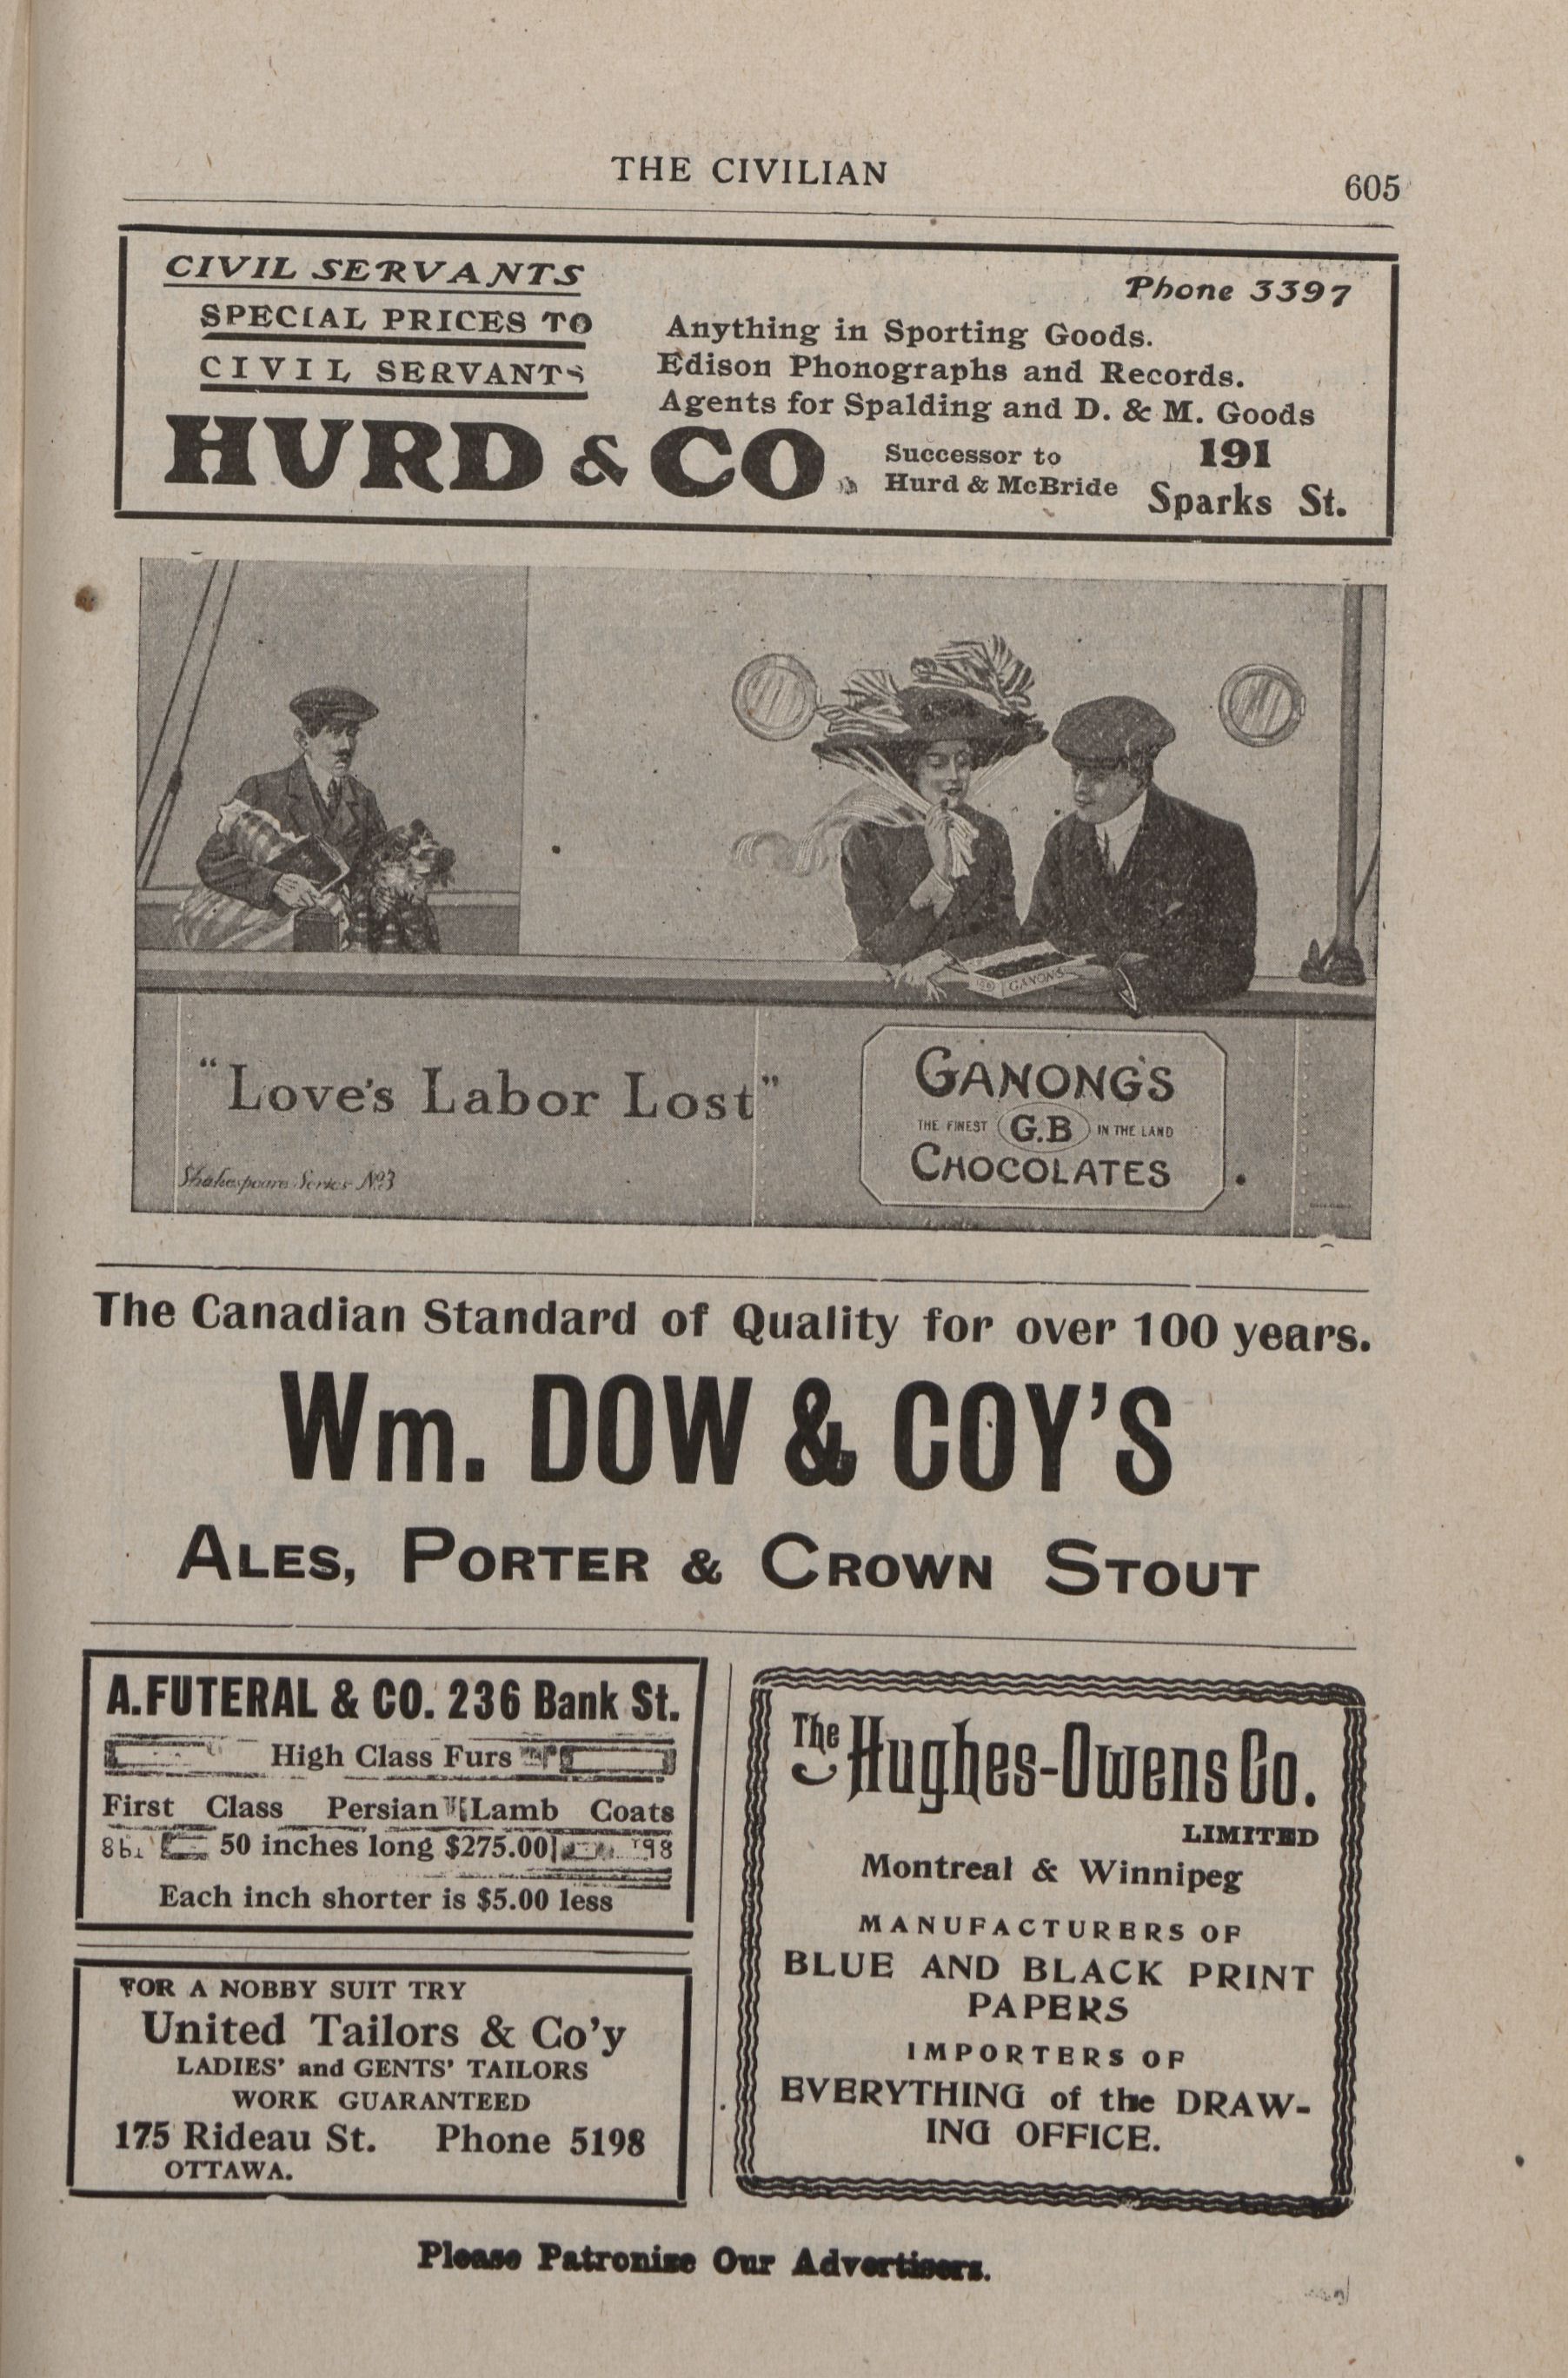 THE CIVILIAN
605
CIVIL SERVANTS
SPECIAL PRICES TO
CIVIL SERVANTS
Phone 3397
Anything in Sporting Goods.
Edison Phonographs and Records.
Agents for Spalding and D. & M. Goods
HURD & CO.
Successor to
Hurd & McBride
191
Sparks St.
GANONG'S
"Love's Labor Lost"
Shakespeare Series No3
GANONG'S
THE FINEST G.B IN THE LAND
CHOCOLATES
The Canadian Standard of Quality for over 100 years.
Wm. DOW & COY'S
ALES, PORTER & CROWN STOUT
A. FUTERAL & CO. 236 Bank St.
High Class Furs
First Class Persian Lamb Coats
50 inches long $275.00
Each inch shorter is $5.00 less
FOR A NOBBY SUIT TRY
United Tailors & Co'y
LADIES' and GENTS' TAILORS
WORK GUARANTEED
175 Rideau St. Phone 5198
OTTAWA.
The Hughes-Owens Co.
LIMITED
Montreal & Winnipeg
MANUFACTURERS OF
BLUE AND BLACK PRINT
PAPERS
IMPORTERS OF
EVERYTHING of the DRAW-
ING OFFICE.
Please Patronize Our Advertisers.